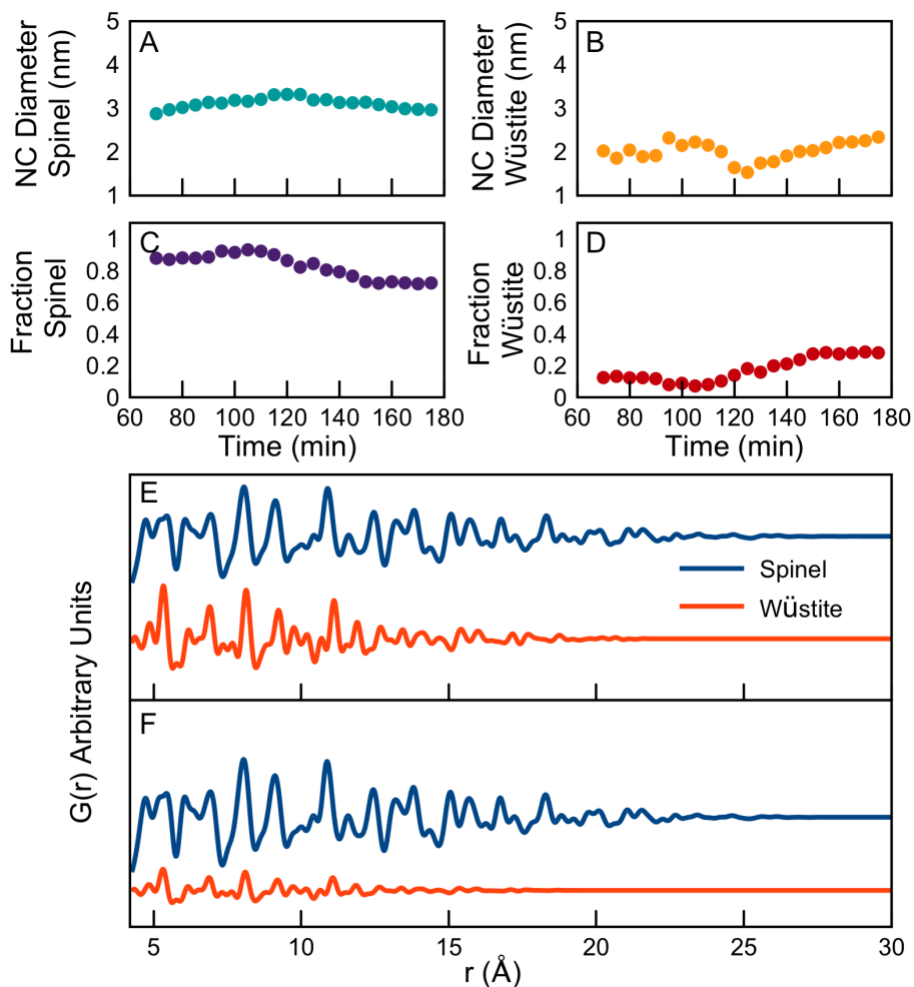 A
NC Diameter
Spinel (nm)
5
4
3
2
1
B
NC Diameter
Wüstite (nm)
5
4
3
2
1
C
Fraction
Spinel
1
0.8
0.6
0.4
0.2
0
60 80 100 120 140 160 180
Time (min)
D
Fraction
Wüstite
1
0.8
0.6
0.4
0.2
0
60 80 100 120 140 160 180
Time (min)
E
Spinel
Wüstite
F
G(r) Arbitrary Units
5 10 15 20 25 30
r (Å)